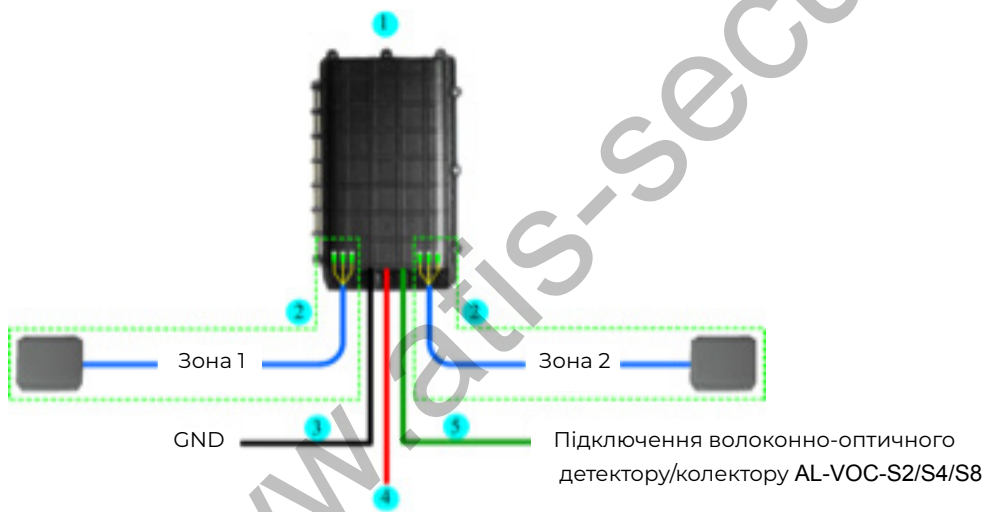 1
2
2
Зона 1
Зона 2
3
5
GND
Підключення волоконно-оптичного
детектору/колектору AL-VOC-S2/S4/S8
4
www.atis-secu